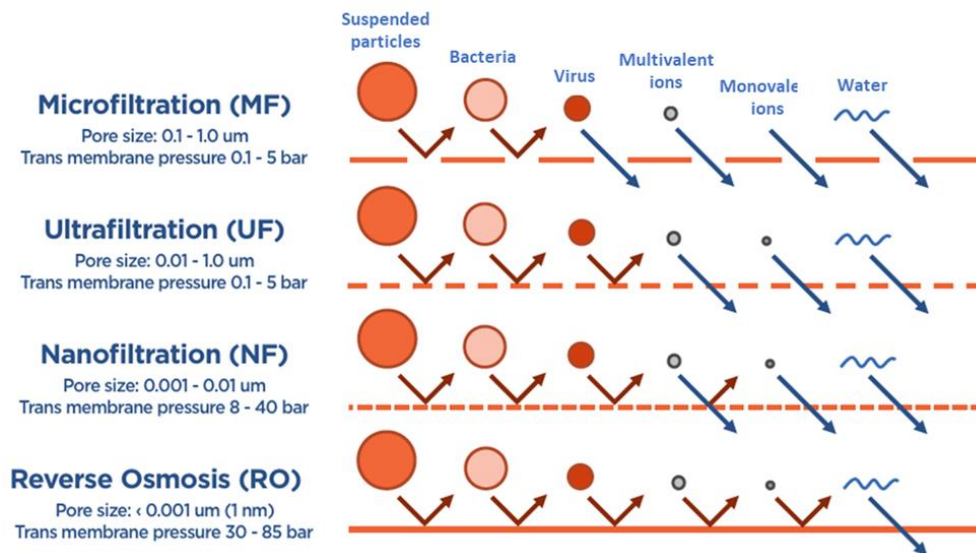 Suspended
particles
Bacteria
Virus
Multivalent
ions
Monovale
ions
Water
Microfiltration (MF)
Pore size: 0.1 - 1.0 um
Trans membrane pressure 0.1 - 5 bar
Ultrafiltration (UF)
Pore size: 0.01 - 1.0 um
Trans membrane pressure 0.1 - 5 bar
Nanofiltration (NF)
Pore size: 0.001 - 0.01 um
Trans membrane pressure 8 - 40 bar
Reverse Osmosis (RO)
Pore size: < 0.001 um (1 nm)
Trans membrane pressure 30 - 85 bar